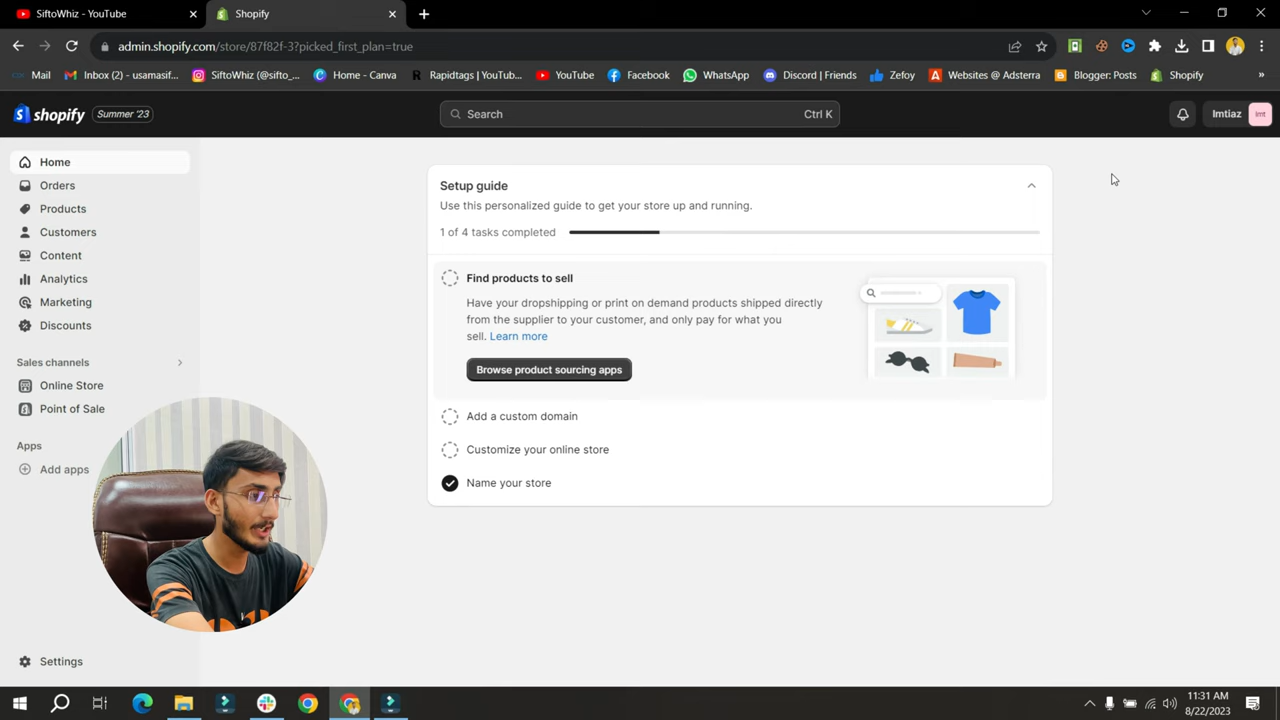 SiftoWhiz - YouTube
Shopify
admin.shopify.com/store/87f82f-3?picked_first_plan=true
Mail
Inbox (2) - usamasif...
SiftoWhiz (@sifto_...
Home - Canva
Rapidtags | YouTub...
YouTube
Facebook
WhatsApp
Discord | Friends
Zefoy
Websites @ Adsterra
Blogger: Posts
Shopify
»
shopify
Summer '23
Search
Ctrl K
Imtiaz
imt
Home
Orders
Products
Customers
Content
Analytics
Marketing
Discounts
Sales channels
Online Store
Point of Sale
Apps
Add apps
Settings
Setup guide
Use this personalized guide to get your store up and running.
1 of 4 tasks completed
Find products to sell
Have your dropshipping or print on demand products shipped directly
from the supplier to your customer, and only pay for what you
sell. Learn more
Browse product sourcing apps
Add a custom domain
Customize your online store
Name your store
11:31 AM
8/22/2023